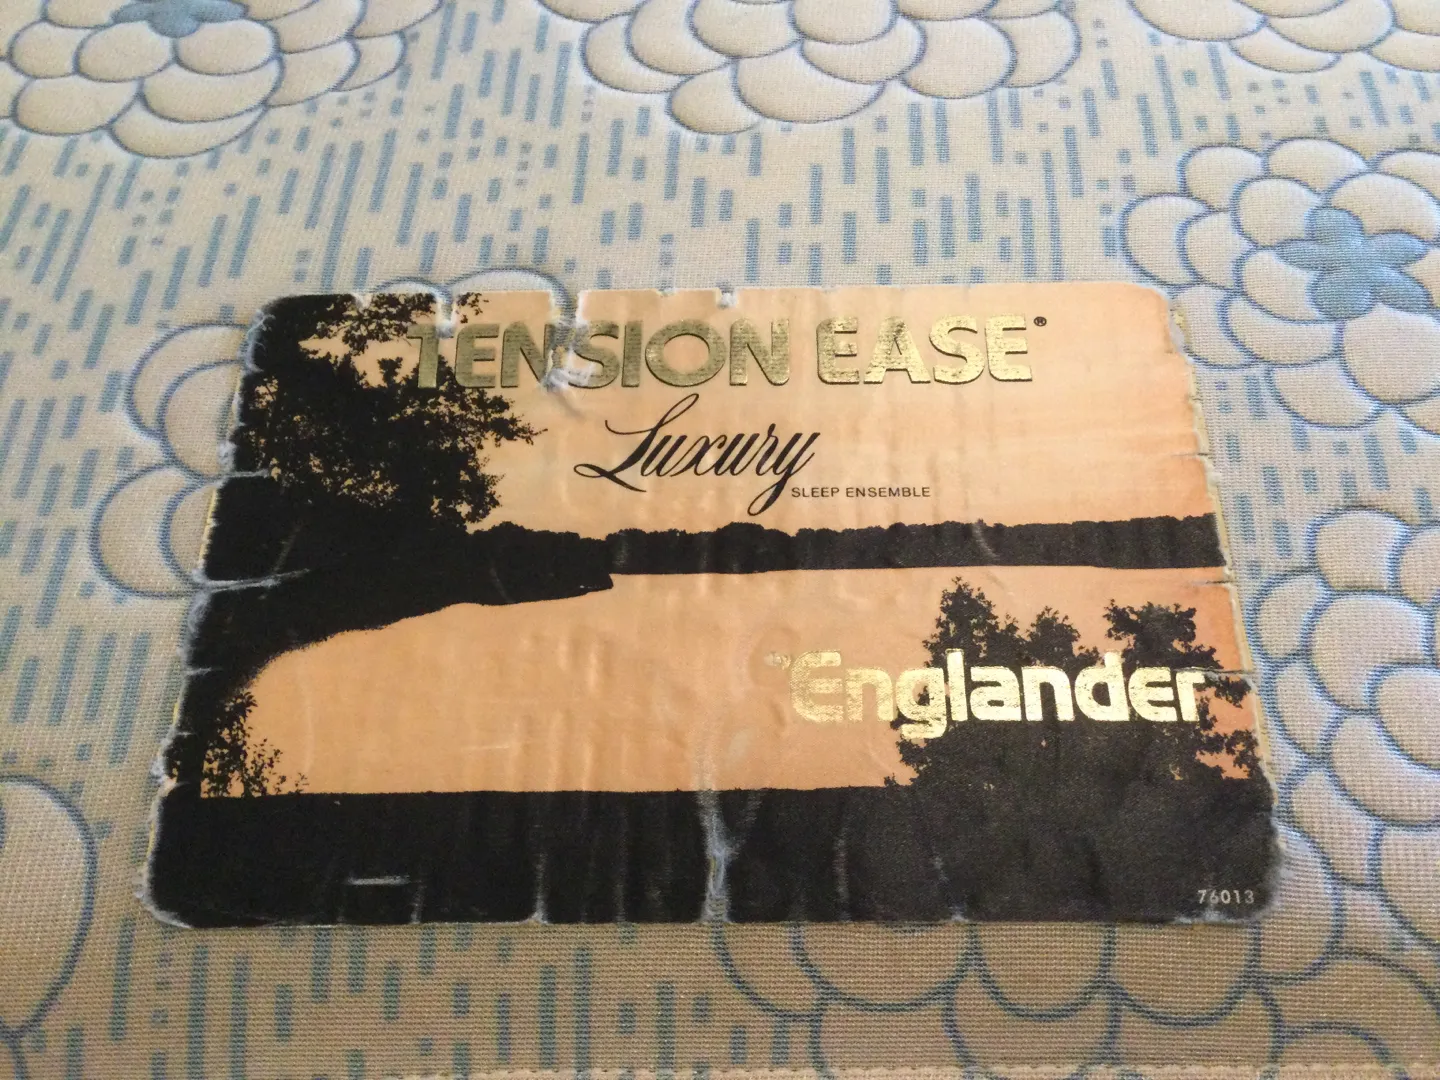 TENSION EASE®
Luxury
SLEEP ENSEMBLE
Englander
76013